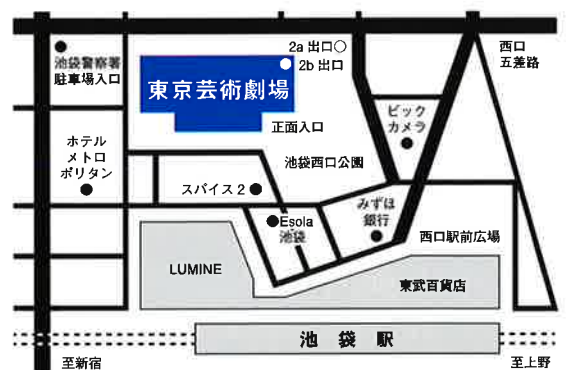 2a 出口
2b 出口
西口
五差路
池袋警察署
駐車場入口
東京芸術劇場
正面入口
ビック
カメラ
ホテル
メトロ
ポリタン
池袋西口公園
スパイス 2
みずほ
銀行
Esola
池袋
西口駅前広場
LUMINE
東武百貨店
池袋駅
至新宿
至上野